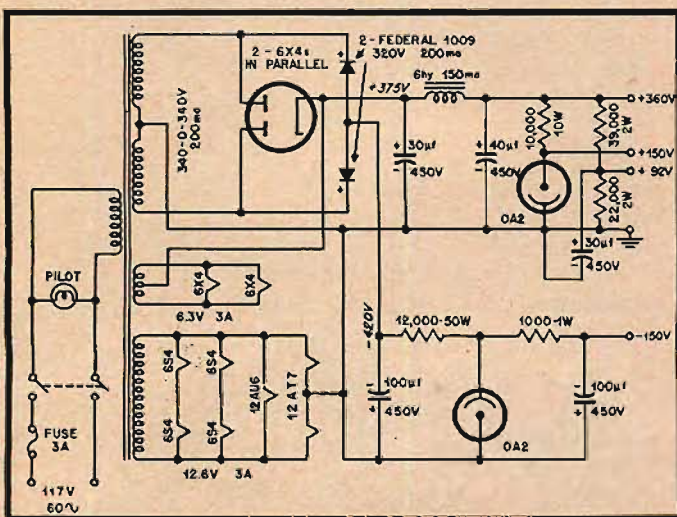 2-6X4s
IN PARALLEL
2-FEDERAL 1009
320V 200ma
6hy 150ma
+375V
+360V
340-0-340V
200ma
+
+
30µf
450V
+
-
40µf
450V
+
-
10,000
10W
39,000
2W
+150V
+92V
0A2
22,000
2W
+
30µf
-
450V
PILOT
6X4
6X4
6.3V 3A
-420V
12,000-50W
1000-1W
-150V
6S4
6S4
6S4
6S4
12AU6
12AT7
-
100µf
+
450V
0A2
-
100µf
+
450V
FUSE
3A
12.6V 3A
117V
60∿